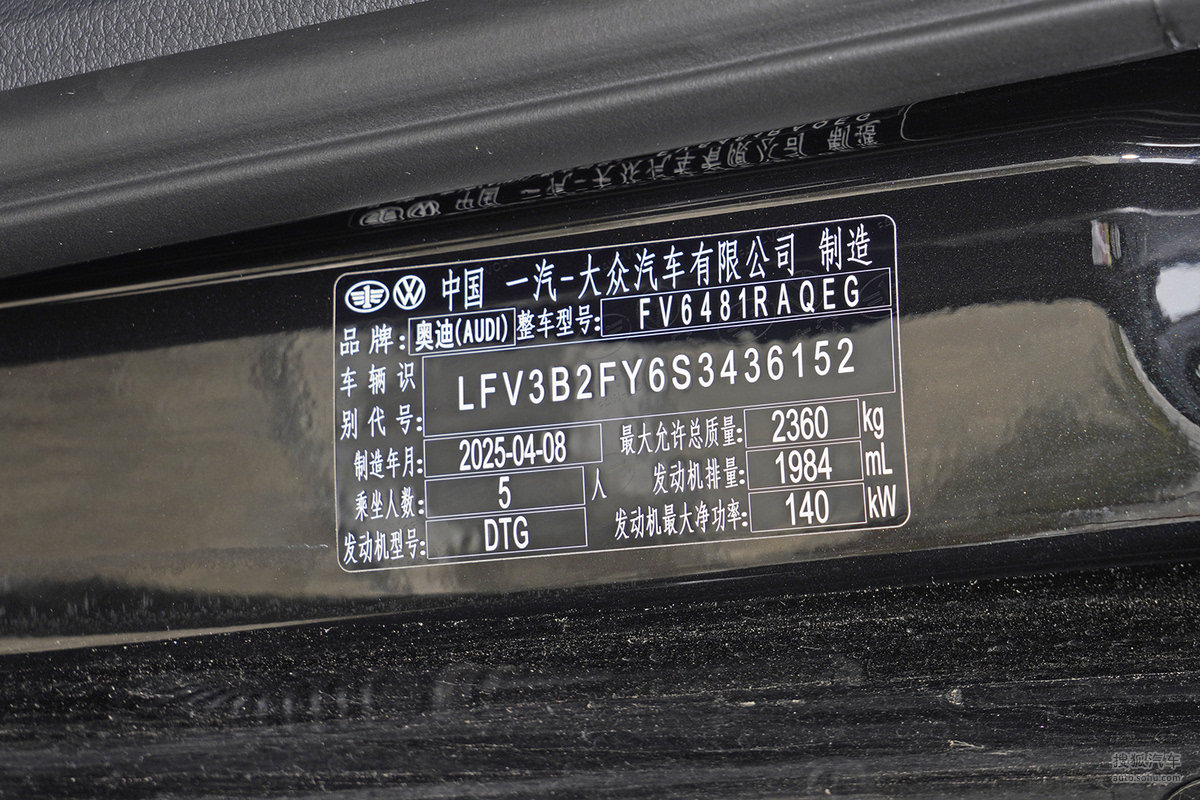 中国 一汽-大众汽车有限公司 制造
品牌: 奥迪(AUDI) 整车型号: FV6481RAQEG
车辆识别代号: LFV3B2FY6S3436152
制造年月: 2025-04-08 最大允许总质量: 2360 kg
乘坐人数: 5 人 发动机排量: 1984 mL
发动机型号: DTG 发动机最大净功率: 140 kW
搜狐汽车
auto.sohu.com